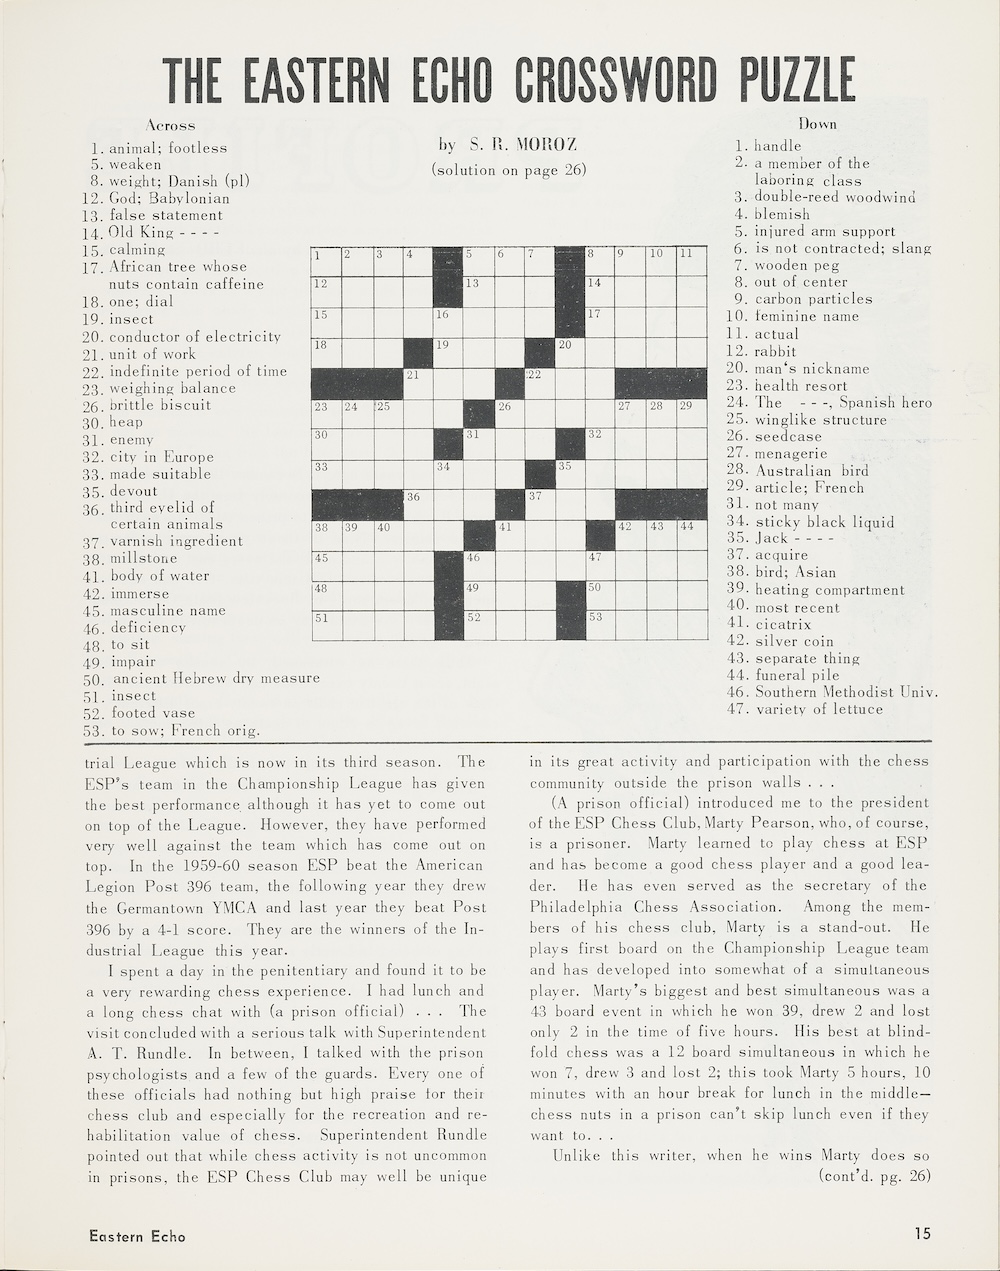 THE EASTERN ECHO CROSSWORD PUZZLE
by S. R. MOROZ
(solution on page 26)
Across
1. animal; footless
5. weaken
8. weight; Danish (pl)
12. God; Babylonian
13. false statement
14. Old King - - - -
15. calming
17. African tree whose
nuts contain caffeine
18. one; dial
19. insect
20. conductor of electricity
21. unit of work
22. indefinite period of time
23. weighing balance
26. brittle biscuit
30. heap
31. enemy
32. city in Europe
33. made suitable
35. devout
36. third eyelid of
certain animals
37. varnish ingredient
38. millstone
41. body of water
42. immerse
45. masculine name
46. deficiency
48. to sit
49. impair
50. ancient Hebrew dry measure
51. insect
52. footed vase
53. to sow; French orig.
1 2 3 4 5 6 7 8 9 10 11
12 13 14
15 16 17
18 19 20
21 22
23 24 25 26 27 28 29
30 31 32
33 34 35
36 37
38 39 40 41 42 43 44
45 46 47
48 49 50
51 52 53
Down
1. handle
2. a member of the
laboring class
3. double-reed woodwind
4. blemish
5. injured arm support
6. is not contracted; slang
7. wooden peg
8. out of center
9. carbon particles
10. feminine name
11. actual
12. rabbit
20. man's nickname
23. health resort
24. The - - -, Spanish hero
25. winglike structure
26. seedcase
27. menagerie
28. Australian bird
29. article; French
31. not many
34. sticky black liquid
35. Jack - - - -
37. acquire
38. bird; Asian
39. heating compartment
40. most recent
41. cicatrix
42. silver coin
43. separate thing
44. funeral pile
46. Southern Methodist Univ.
47. variety of lettuce
trial League which is now in its third season. The
ESP's team in the Championship League has given
the best performance although it has yet to come out
on top of the League. However, they have performed
very well against the team which has come out on
top. In the 1959-60 season ESP beat the American
Legion Post 396 team, the following year they drew
the Germantown YMCA and last year they beat Post
396 by a 4-1 score. They are the winners of the In-
dustrial League this year.
I spent a day in the penitentiary and found it to be
a very rewarding chess experience. I had lunch and
a long chess chat with (a prison official) . . . The
visit concluded with a serious talk with Superintendent
A. T. Rundle. In between, I talked with the prison
psychologists and a few of the guards. Every one of
these officials had nothing but high praise for their
chess club and especially for the recreation and re-
habilitation value of chess. Superintendent Rundle
pointed out that while chess activity is not uncommon
in prisons, the ESP Chess Club may well be unique
in its great activity and participation with the chess
community outside the prison walls . . .
(A prison official) introduced me to the president
of the ESP Chess Club, Marty Pearson, who, of course,
is a prisoner. Marty learned to play chess at ESP
and has become a good chess player and a good lea-
der. He has even served as the secretary of the
Philadelphia Chess Association. Among the mem-
bers of his chess club, Marty is a stand-out. He
plays first board on the Championship League team
and has developed into somewhat of a simultaneous
player. Marty's biggest and best simultaneous was a
43 board event in which he won 39, drew 2 and lost
only 2 in the time of five hours. His best at blind-
fold chess was a 12 board simultaneous in which he
won 7, drew 3 and lost 2; this took Marty 5 hours, 10
minutes with an hour break for lunch in the middle—
chess nuts in a prison can't skip lunch even if they
want to. . .
Unlike this writer, when he wins Marty does so
(cont'd. pg. 26)
Eastern Echo
15